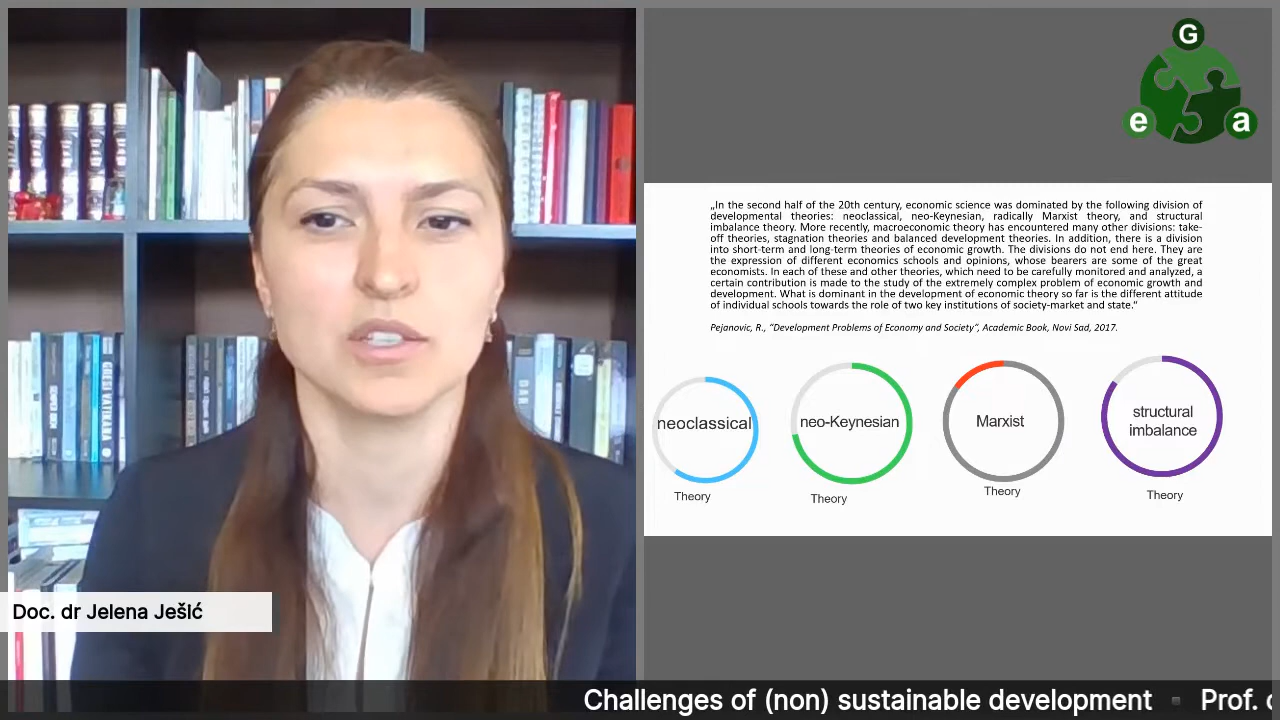 GRESI VATIKANA
DAR
Doc. dr Jelena Ješić
G
e
a
„In the second half of the 20th century, economic science was dominated by the following division of
developmental theories: neoclassical, neo-Keynesian, radically Marxist theory, and structural
imbalance theory. More recently, macroeconomic theory has encountered many other divisions: take-
off theories, stagnation theories and balanced development theories. In addition, there is a division
into short-term and long-term theories of economic growth. The divisions do not end here. They are
the expression of different economics schools and opinions, whose bearers are some of the great
economists. In each of these and other theories, which need to be carefully monitored and analyzed, a
certain contribution is made to the study of the extremely complex problem of economic growth and
development. What is dominant in the development of economic theory so far is the different attitude
of individual schools towards the role of two key institutions of society-market and state.”
Pejanovic, R., “Development Problems of Economy and Society”, Academic Book, Novi Sad, 2017.
neoclassical
Theory
neo-Keynesian
Theory
Marxist
Theory
structural
imbalance
Theory
Challenges of (non) sustainable development
Prof.